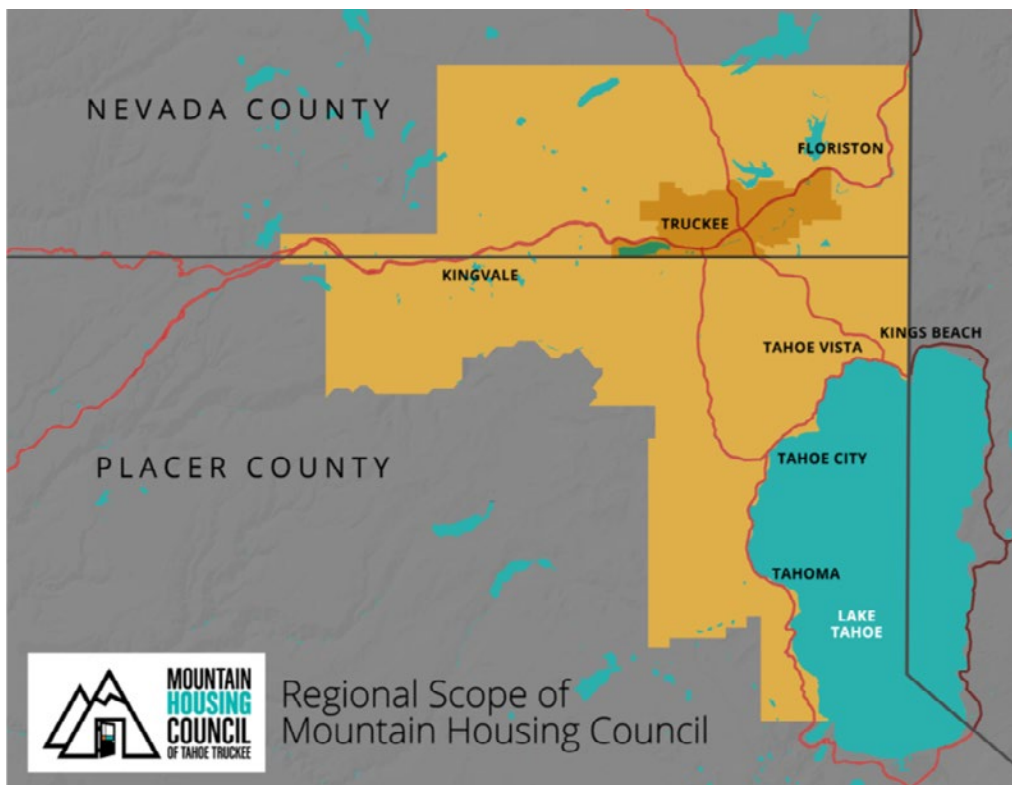 NEVADA COUNTY
FLORISTON
TRUCKEE
KINGVALE
KINGS BEACH
TAHOE VISTA
TAHOE CITY
PLACER COUNTY
TAHOMA
LAKE
TAHOE
MOUNTAIN
HOUSING
COUNCIL
OF TAHOE TRUCKEE
Regional Scope of
Mountain Housing Council